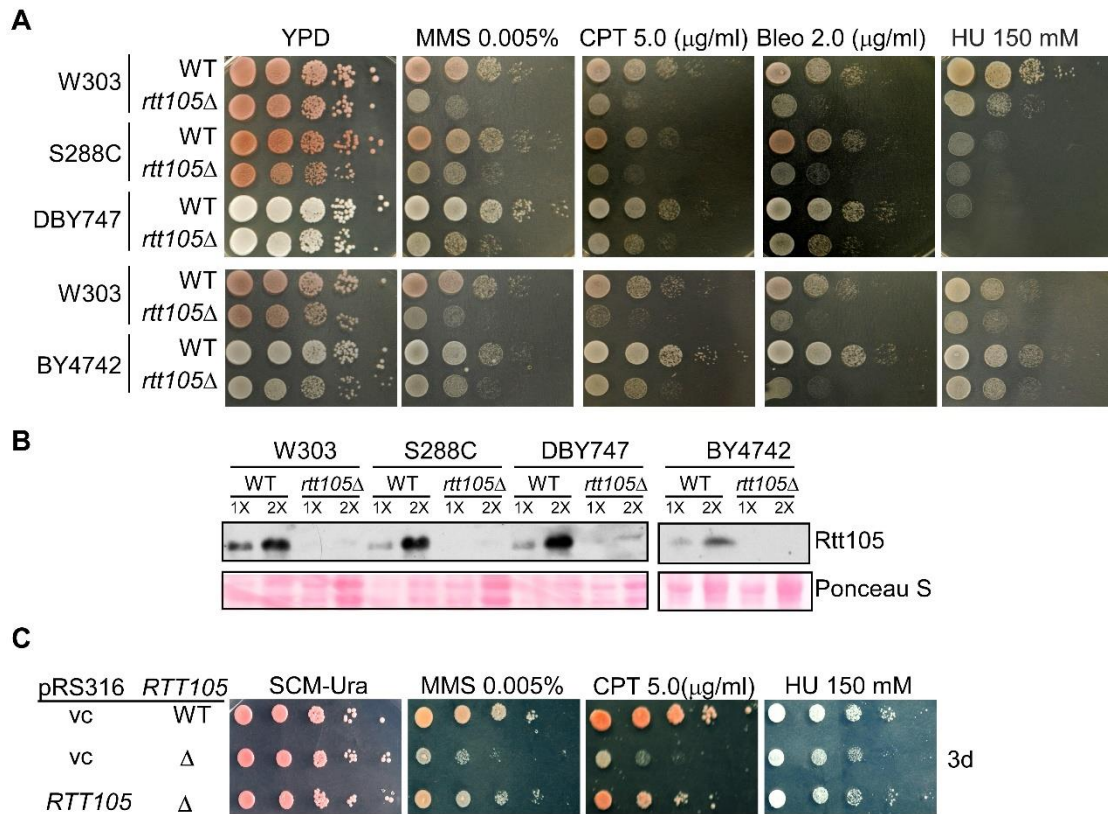 A
YPD MMS 0.005% CPT 5.0 (μg/ml) Bleo 2.0 (μg/ml) HU 150 mM
W303 WT
rtt105Δ
S288C WT
rtt105Δ
DBY747 WT
rtt105Δ
W303 WT
rtt105Δ
BY4742 WT
rtt105Δ
B
W303 S288C DBY747 BY4742
WT rtt105Δ WT rtt105Δ WT rtt105Δ WT rtt105Δ
1X 2X 1X 2X 1X 2X 1X 2X 1X 2X 1X 2X 1X 2X 1X 2X
Rtt105
Ponceau S
C
pRS316 RTT105 SCM-Ura MMS 0.005% CPT 5.0(μg/ml) HU 150 mM
vc WT
vc Δ 3d
RTT105 Δ